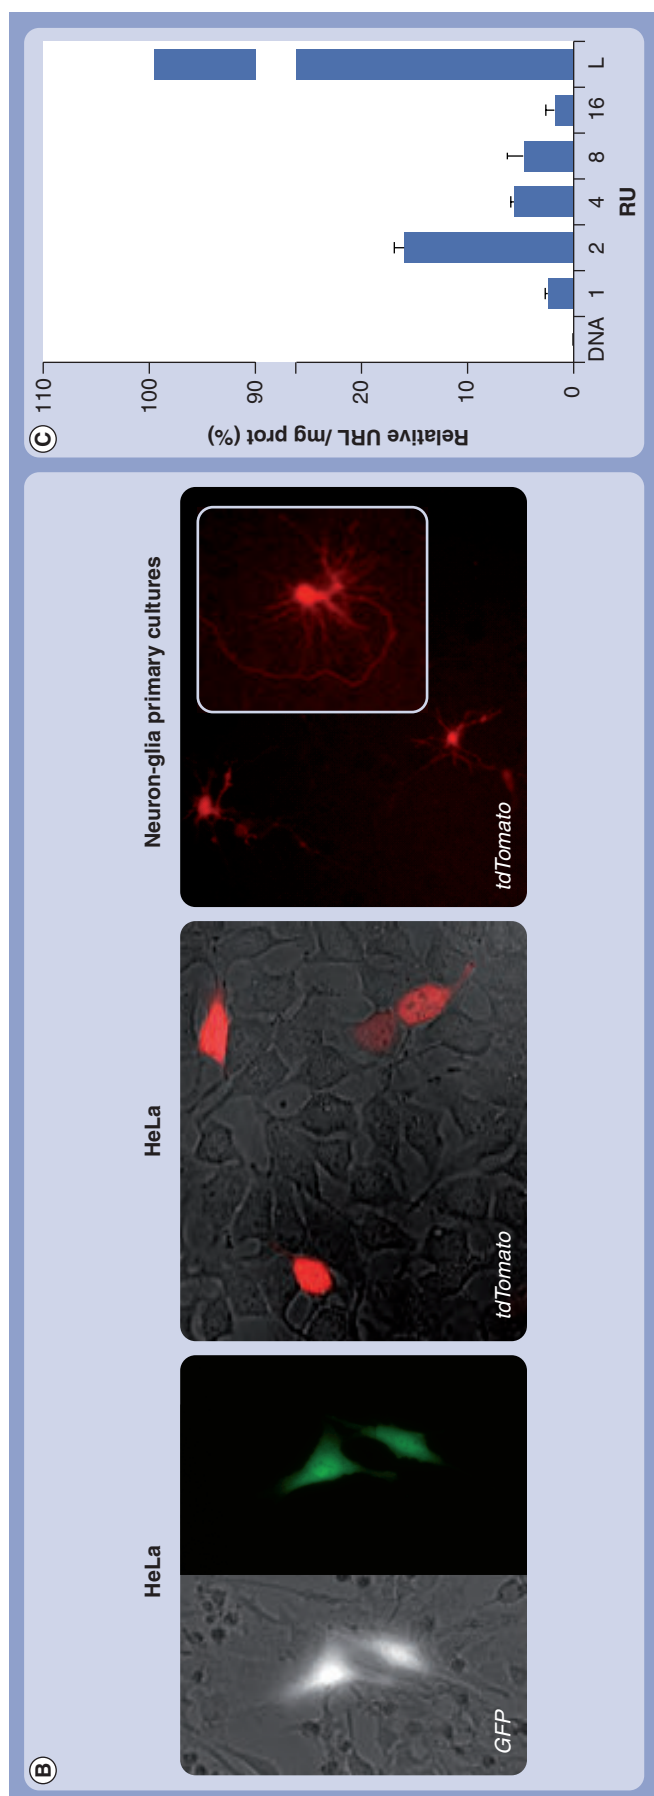 B
HeLa
HeLa
Neuron-glia primary cultures
GFP
tdTomato
tdTomato
C
Relative URL/mg prot (%)
110
100
90
20
10
0
DNA 1 2 4 8 16 L
RU